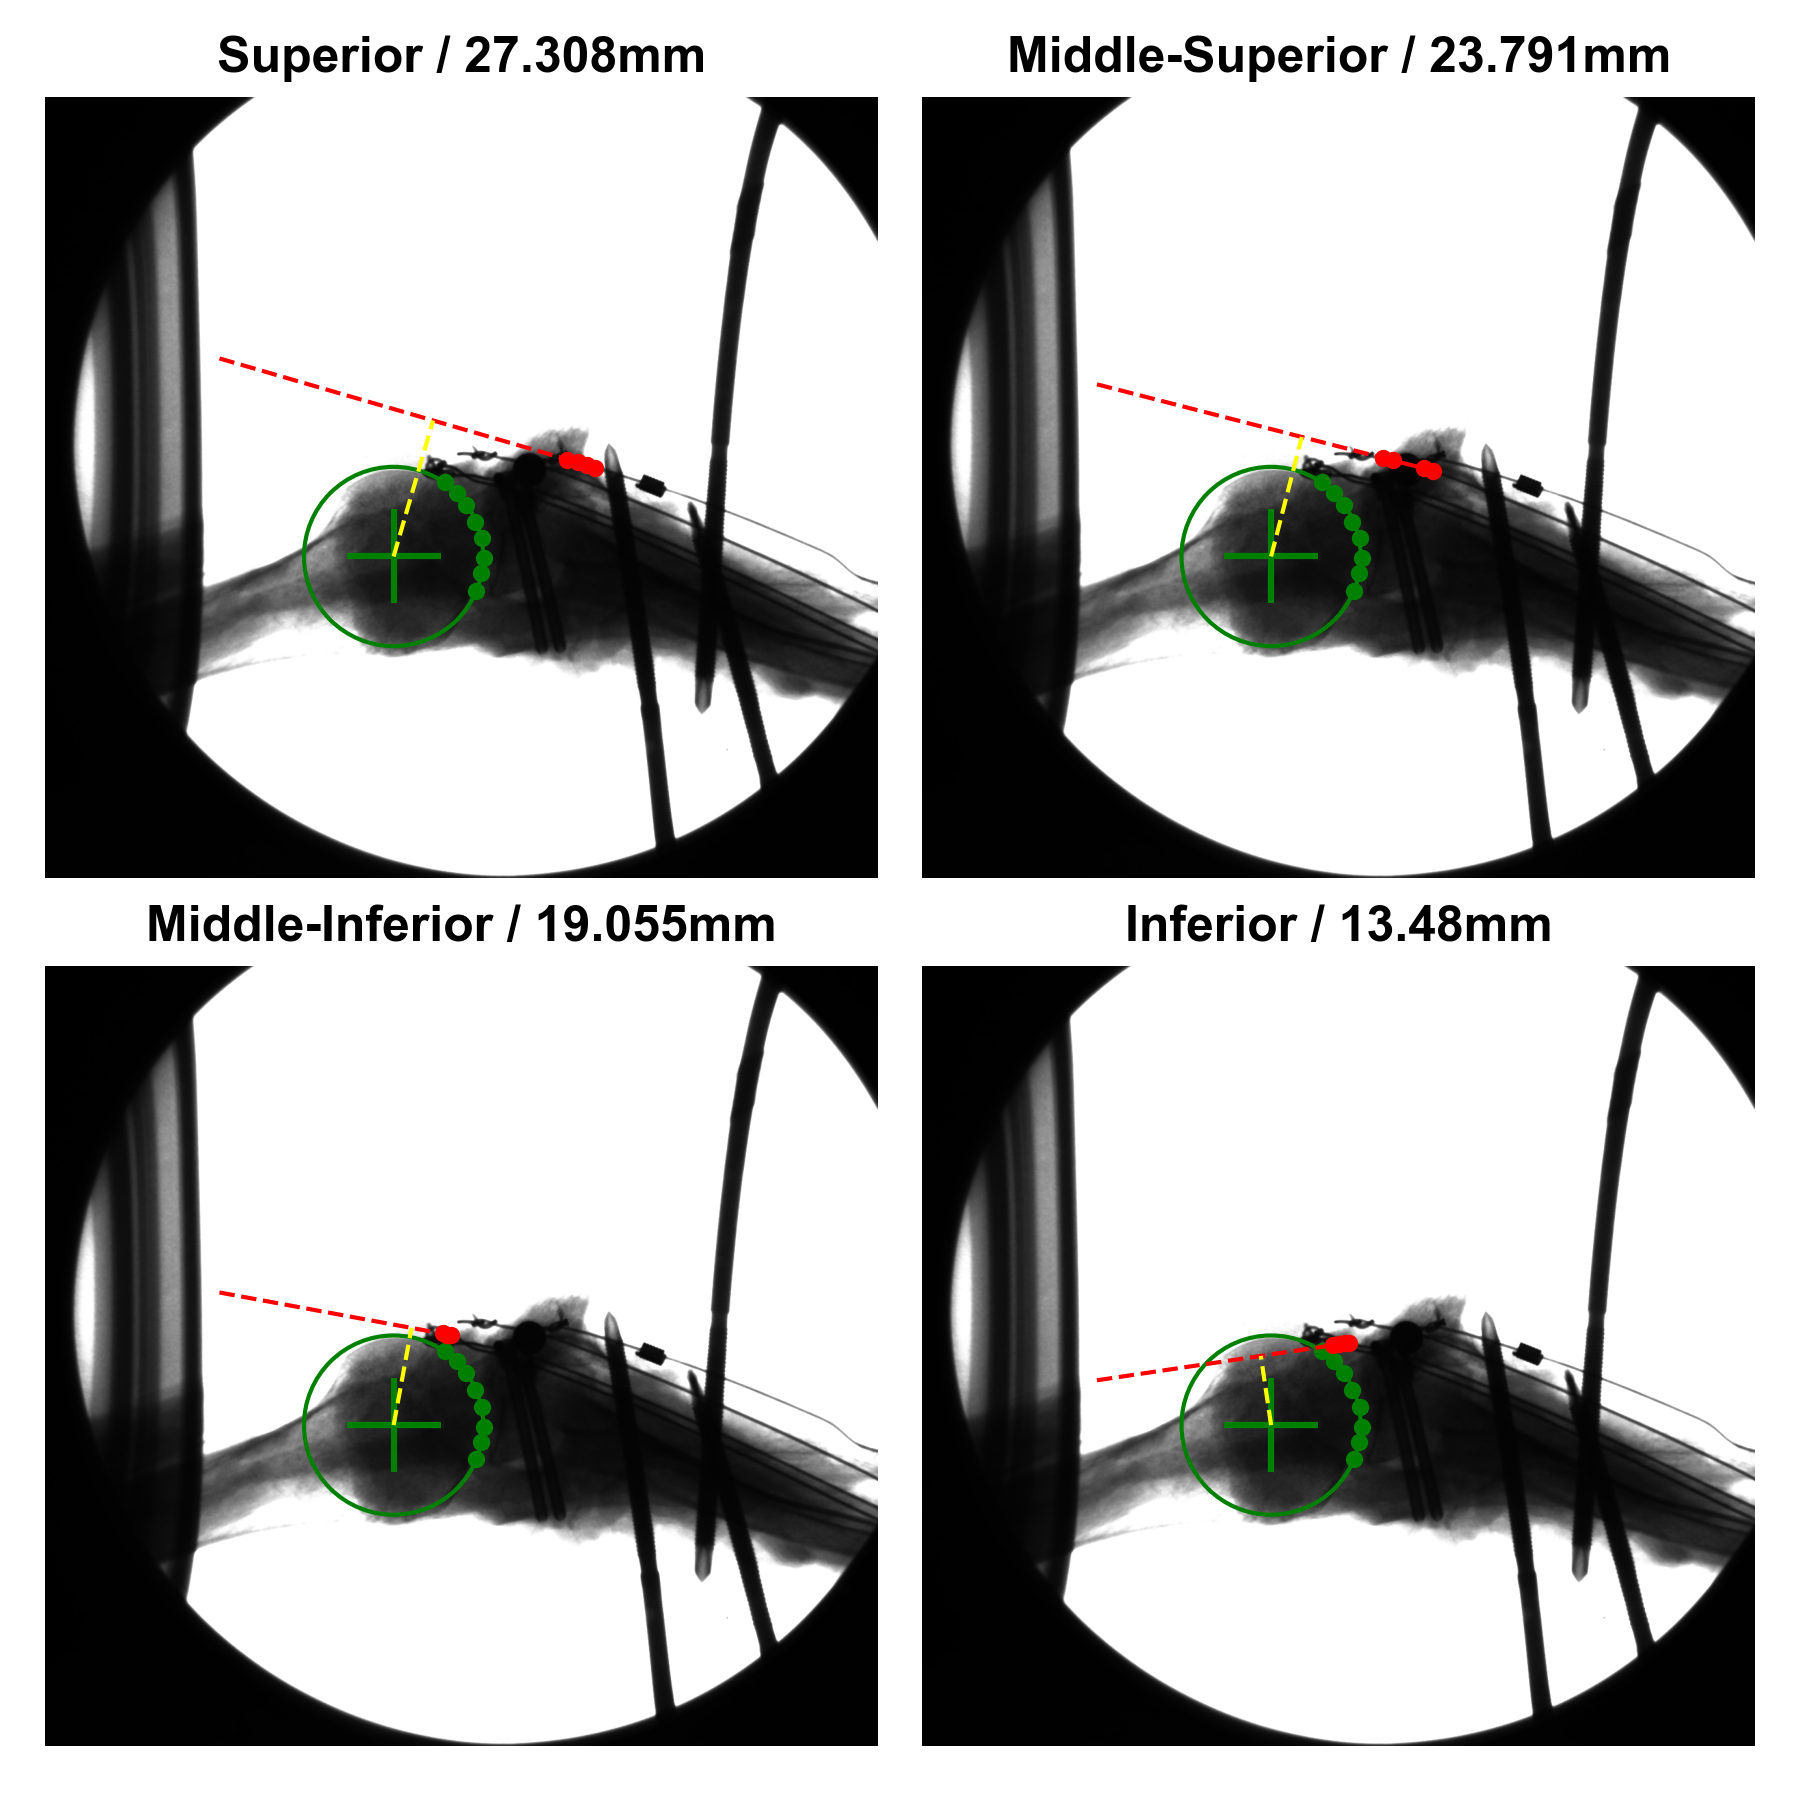 Superior / 27.308mm
Middle-Superior / 23.791mm
Middle-Inferior / 19.055mm
Inferior / 13.48mm